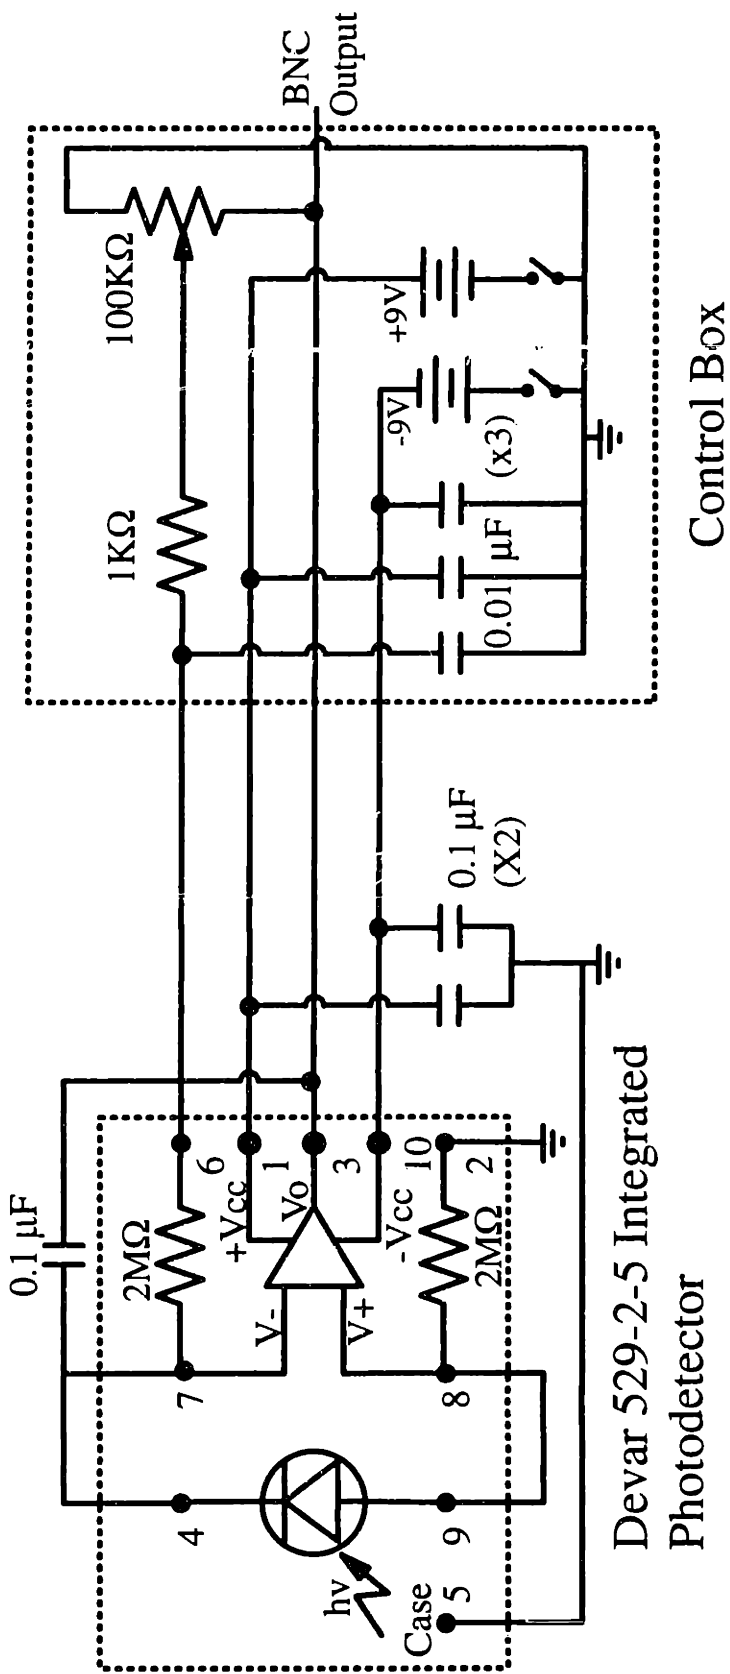 0.1 µF
2MΩ
7
6
+Vcc
1
V-
Vo
V+
3
-Vcc
10
4
hν
9
8
2MΩ
2
Case
5
0.1 µF
(X2)
1KΩ
100KΩ
BNC
Output
+9V
-9V
(x3)
0.01 µF
Devar 529-2-5 Integrated
Photodetector
Control Box